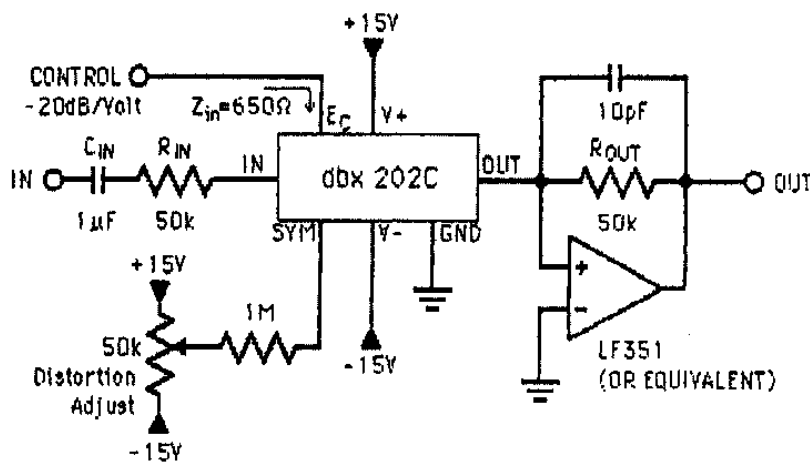 +15V
CONTROL
-20dB/Volt
Zin=650Ω
EC
V+
10pF
CIN
RIN
IN
IN
dbx 202C
OUT
ROUT
OUT
1µF
50k
50k
SYM
V-
GND
+15V
+
1M
-
50k
Distortion
Adjust
-15V
LF351
(OR EQUIVALENT)
-15V